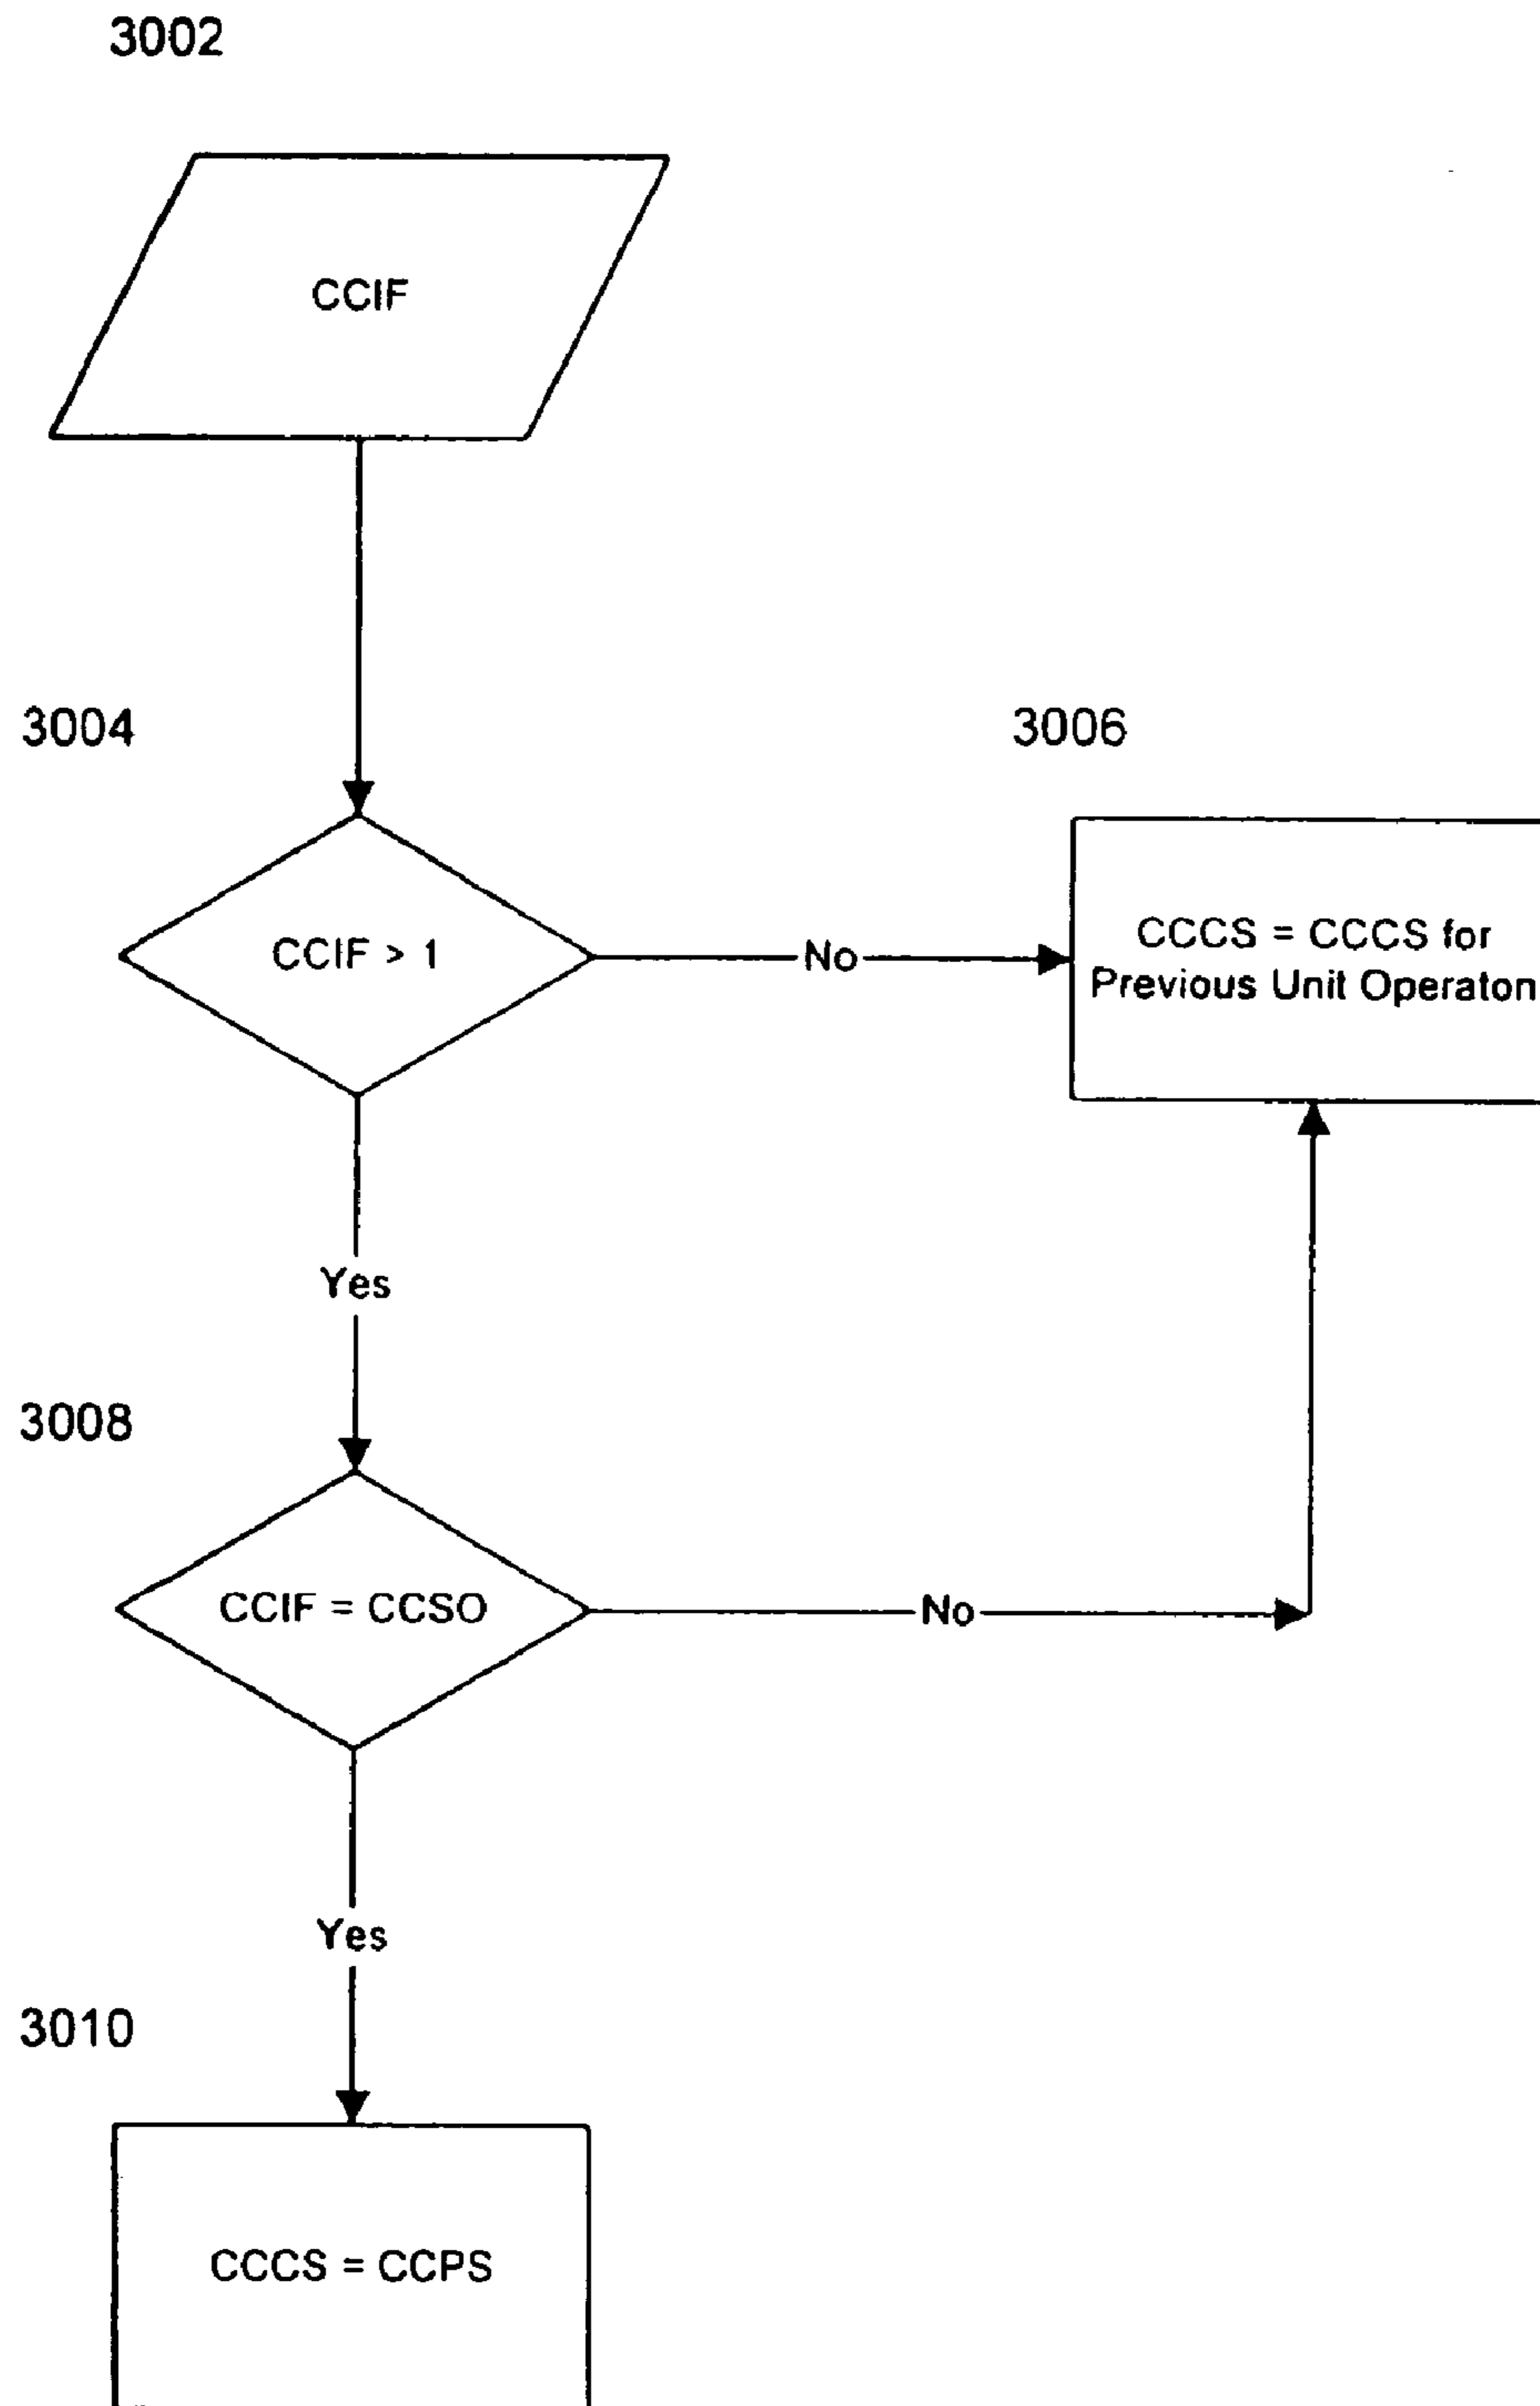 3002
CCIF
3004
3006
CCIF > 1
No
CCCS = CCCS for
Previous Unit Operaton
Yes
3008
CCIF = CCSO
No
Yes
3010
CCCS = CCPS